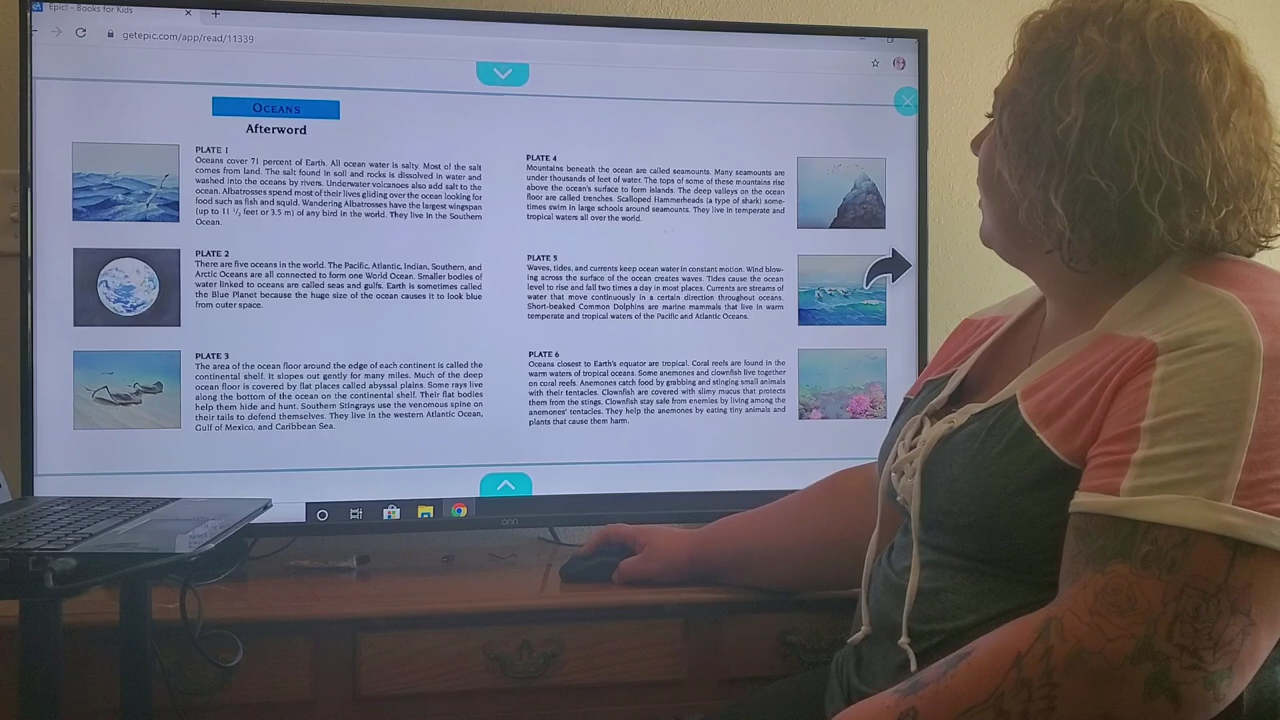 Epic! - Books for Kids
getepic.com/app/read/11339
OCEANS
Afterword
PLATE 1
Oceans cover 71 percent of Earth. All ocean water is salty. Most of the salt
comes from land. The salt found in soil and rocks is dissolved in water and
washed into the oceans by rivers. Underwater volcanoes also add salt to the
ocean. Albatrosses spend most of their lives gliding over the ocean looking for
food such as fish and squid. Wandering Albatrosses have the largest wingspan
(up to 11 1/2 feet or 3.5 m) of any bird in the world. They live in the Southern
Ocean.
PLATE 2
There are five oceans in the world. The Pacific, Atlantic, Indian, Southern, and
Arctic Oceans are all connected to form one World Ocean. Smaller bodies of
water linked to oceans are called seas and gulfs. Earth is sometimes called
the Blue Planet because the huge size of the ocean causes it to look blue
from outer space.
PLATE 3
The area of the ocean floor around the edge of each continent is called the
continental shelf. It slopes out gently for many miles. Much of the deep
ocean floor is covered by flat places called abyssal plains. Some rays live
along the bottom of the ocean on the continental shelf. Their flat bodies
help them hide and hunt. Southern Stingrays use the venomous spine on
their tails to defend themselves. They live in the western Atlantic Ocean,
Gulf of Mexico, and Caribbean Sea.
PLATE 4
Mountains beneath the ocean are called seamounts. Many seamounts are
under thousands of feet of water. The tops of some of these mountains rise
above the ocean's surface to form islands. The deep valleys on the ocean
floor are called trenches. Scalloped Hammerheads (a type of shark) some-
times swim in large schools around seamounts. They live in temperate and
tropical waters all over the world.
PLATE 5
Waves, tides, and currents keep ocean water in constant motion. Wind blow-
ing across the surface of the ocean creates waves. Tides cause the ocean
level to rise and fall two times a day in most places. Currents are streams of
water that move continuously in a certain direction throughout oceans.
Short-beaked Common Dolphins are marine mammals that live in warm
temperate and tropical waters of the Pacific and Atlantic Oceans.
PLATE 6
Oceans closest to Earth's equator are tropical. Coral reefs are found in the
warm waters of tropical oceans. Some anemones and clownfish live together
on coral reefs. Anemones catch food by grabbing and stinging small animals
with their tentacles. Clownfish are covered with slimy mucus that protects
them from the stings. Clownfish stay safe from enemies by living among the
anemones' tentacles. They help the anemones by eating tiny animals and
plants that cause them harm.
onn